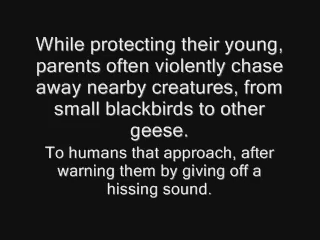 While protecting their young,
parents often violently chase
away nearby creatures, from
small blackbirds to other
geese.
To humans that approach, after
warning them by giving off a
hissing sound.